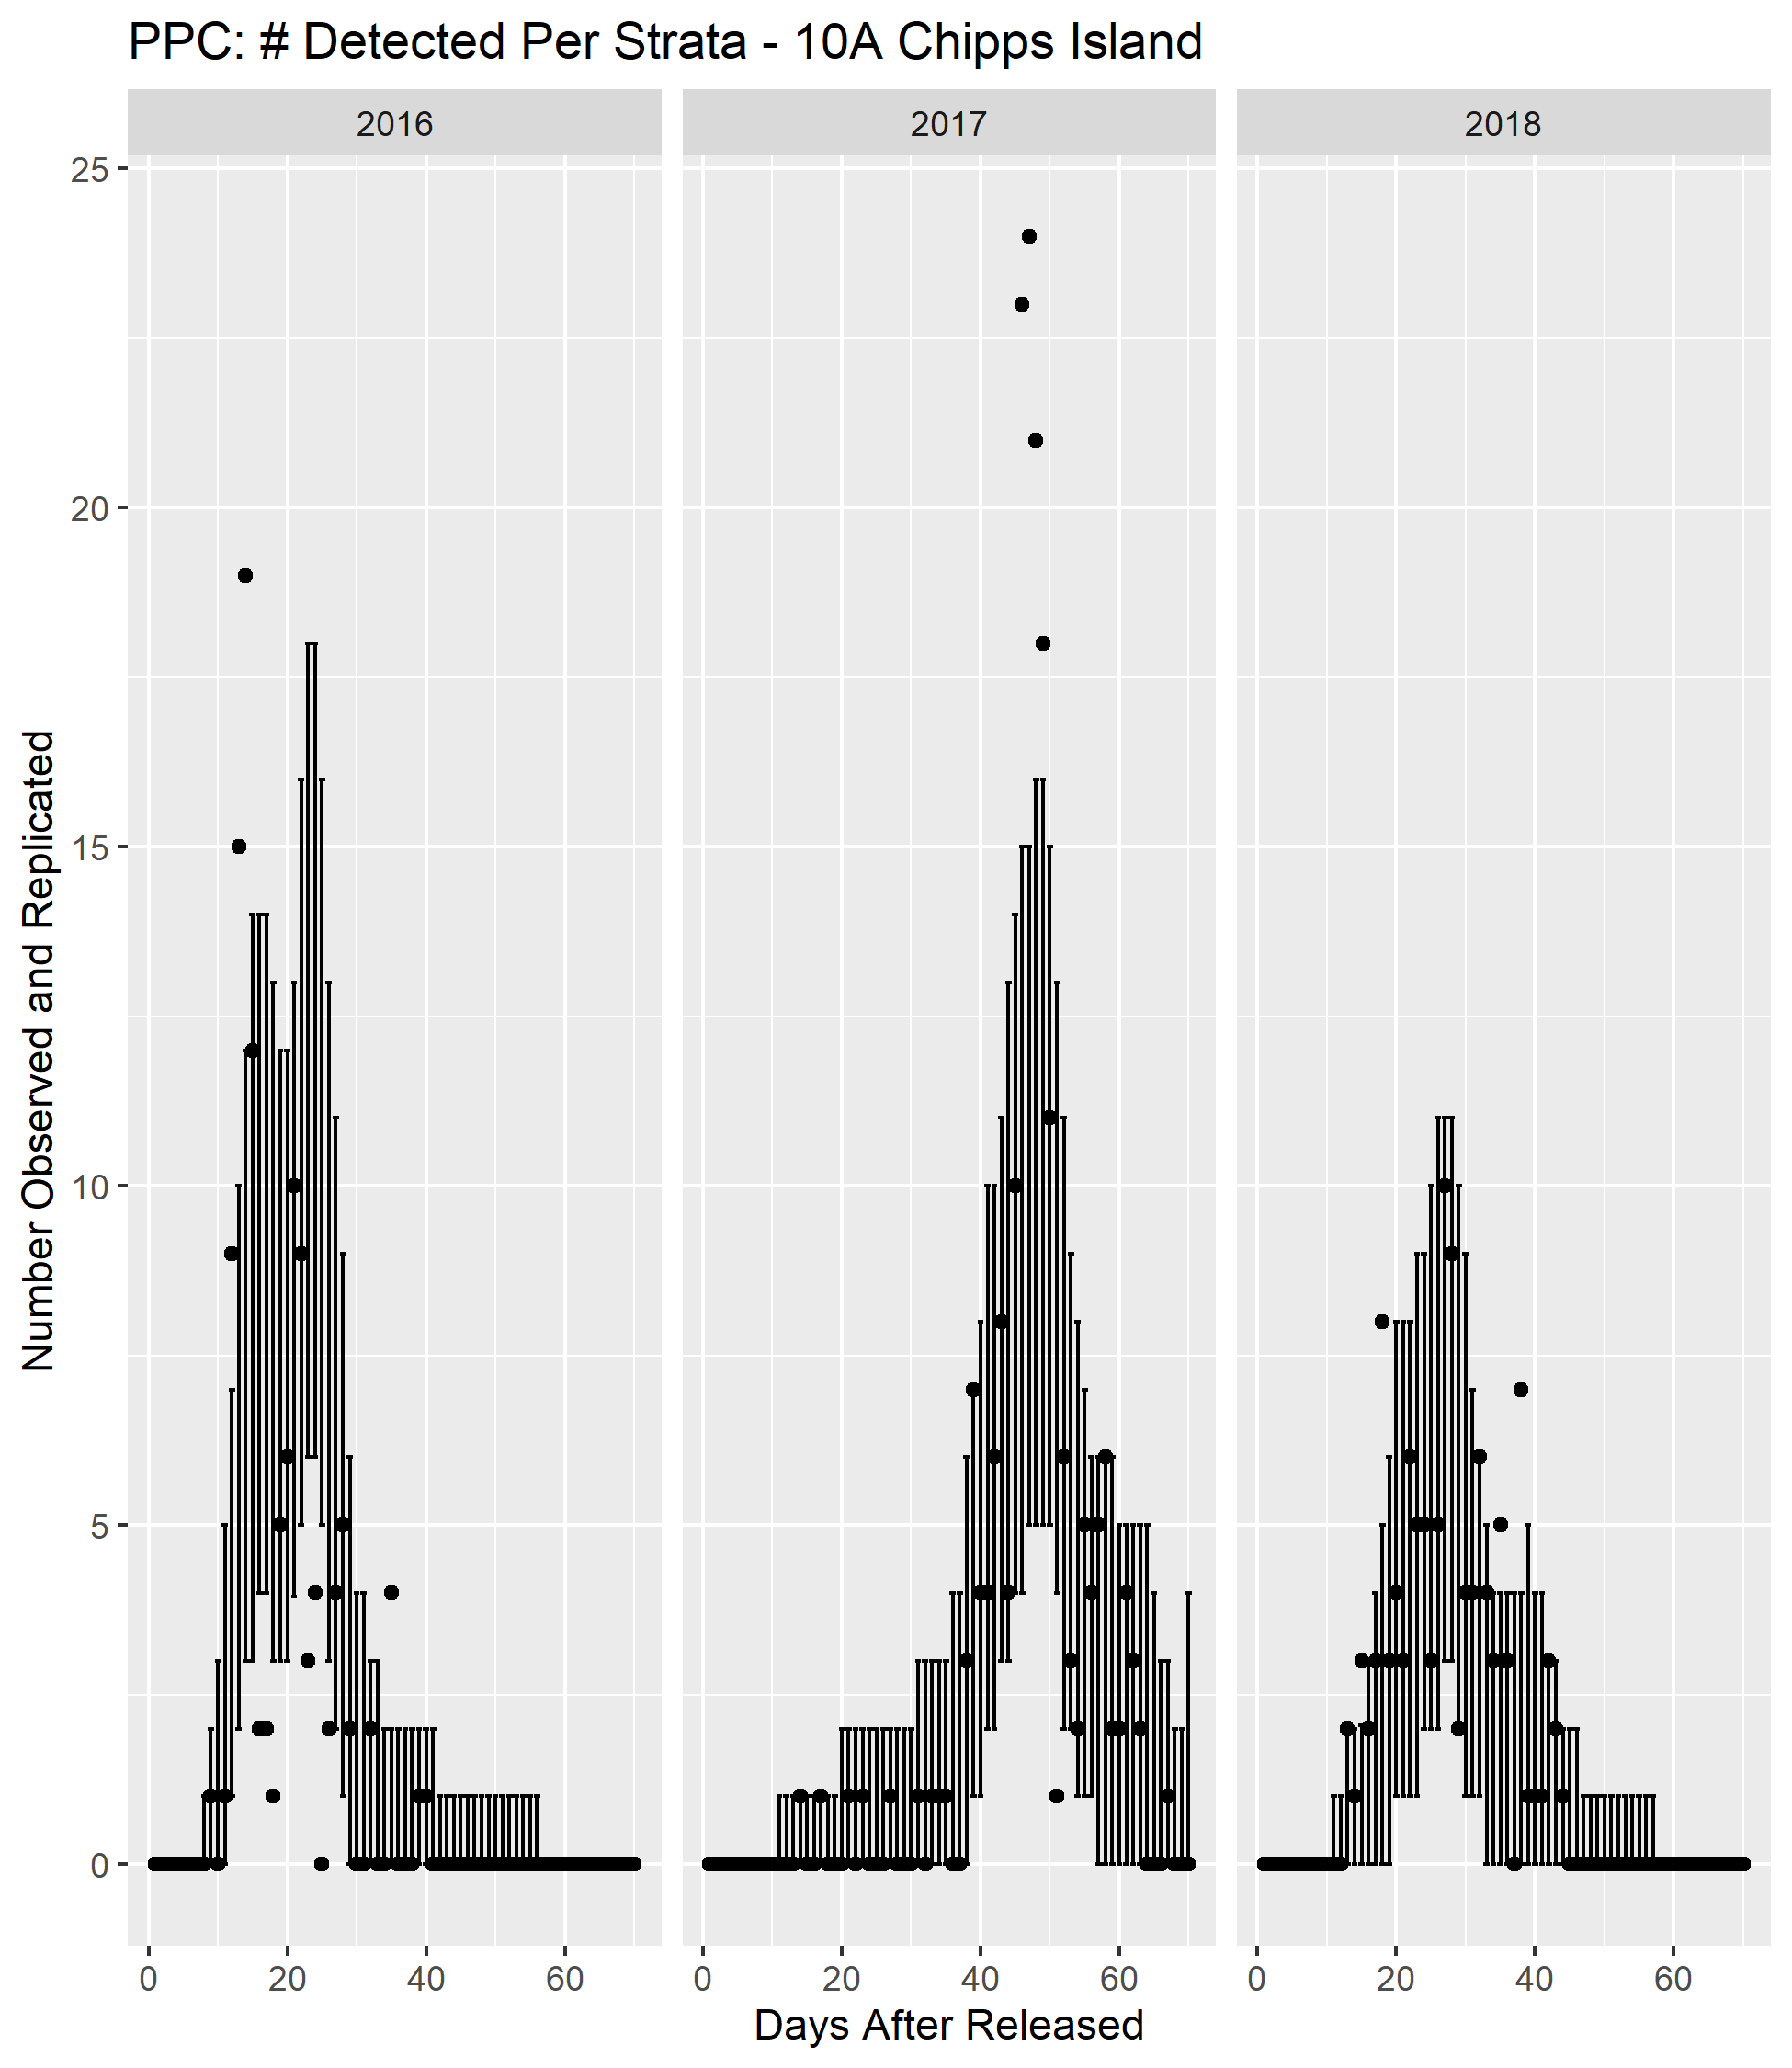 PPC: # Detected Per Strata - 10A Chipps Island
2016 2017 2018
Number Observed and Replicated
25
20
15
10
5
0
0 20 40 60 0 20 40 60 0 20 40 60
Days After Released